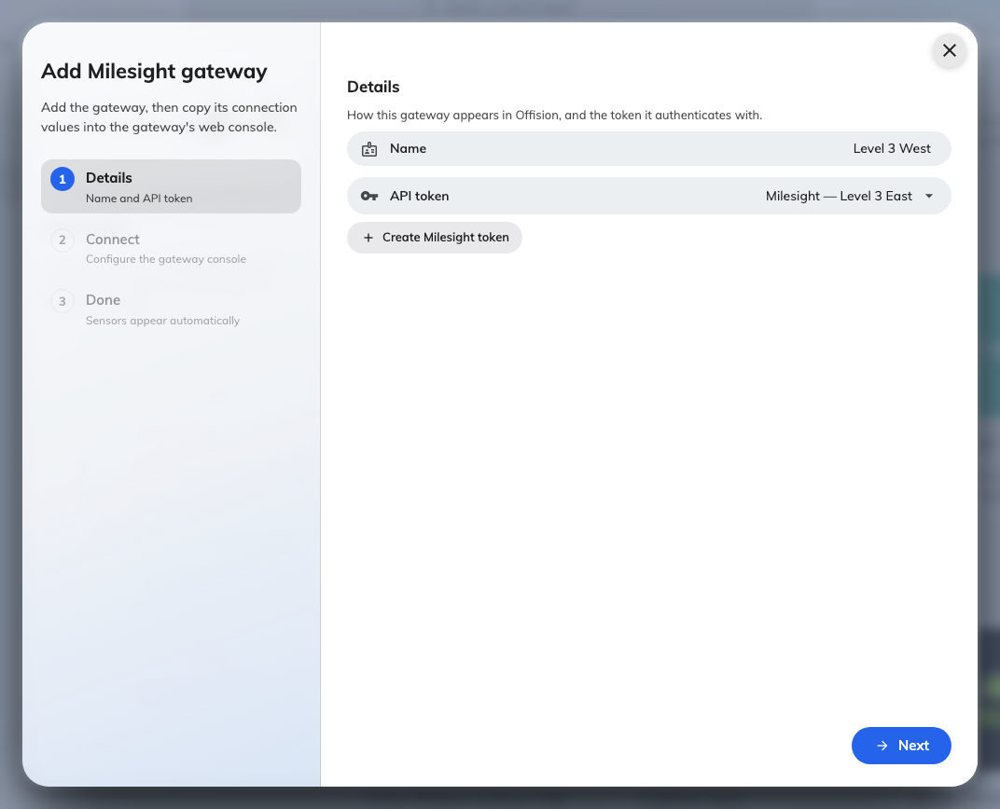 Add Milesight gateway
Add the gateway, then copy its connection
values into the gateway's web console.
1
Details
Name and API token
2
Connect
Configure the gateway console
3
Done
Sensors appear automatically
Details
How this gateway appears in Offision, and the token it authenticates with.
Name
Level 3 West
API token
Milesight — Level 3 East
Create Milesight token
Next